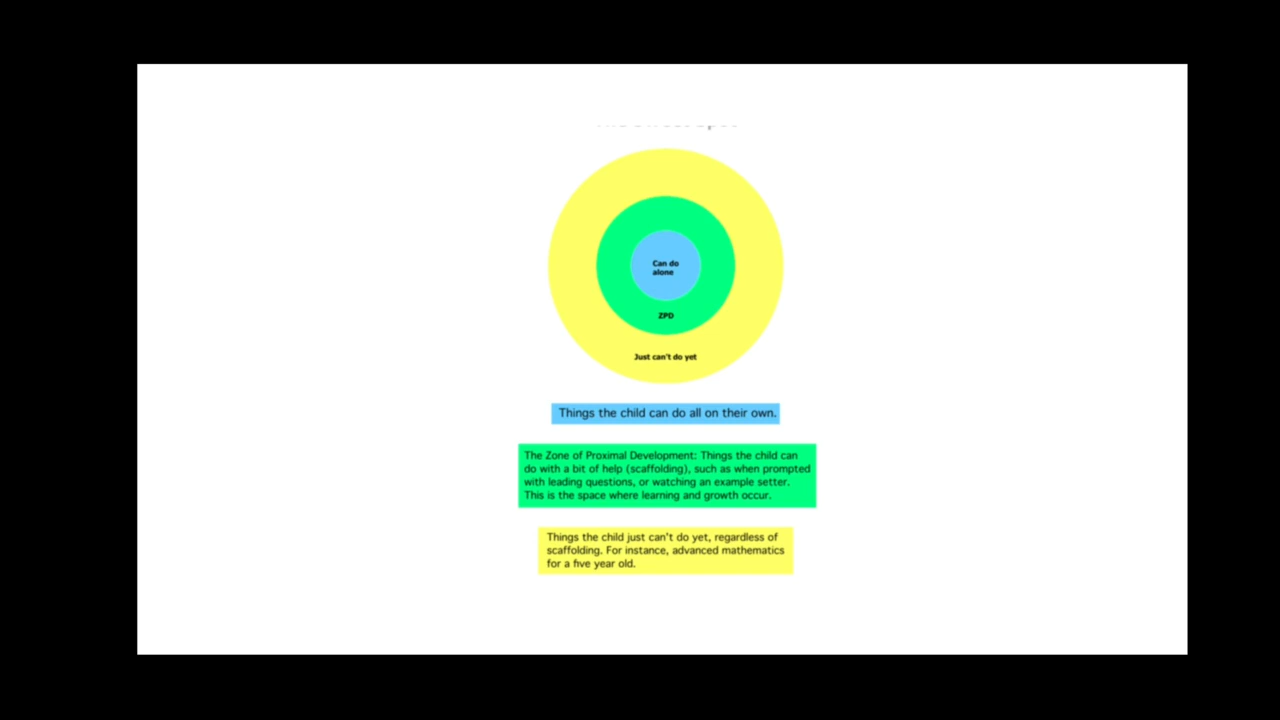 Can do
alone
ZPD
Just can't do yet
Things the child can do all on their own.
The Zone of Proximal Development: Things the child can
do with a bit of help (scaffolding), such as when prompted
with leading questions, or watching an example setter.
This is the space where learning and growth occur.
Things the child just can't do yet, regardless of
scaffolding. For instance, advanced mathematics
for a five year old.